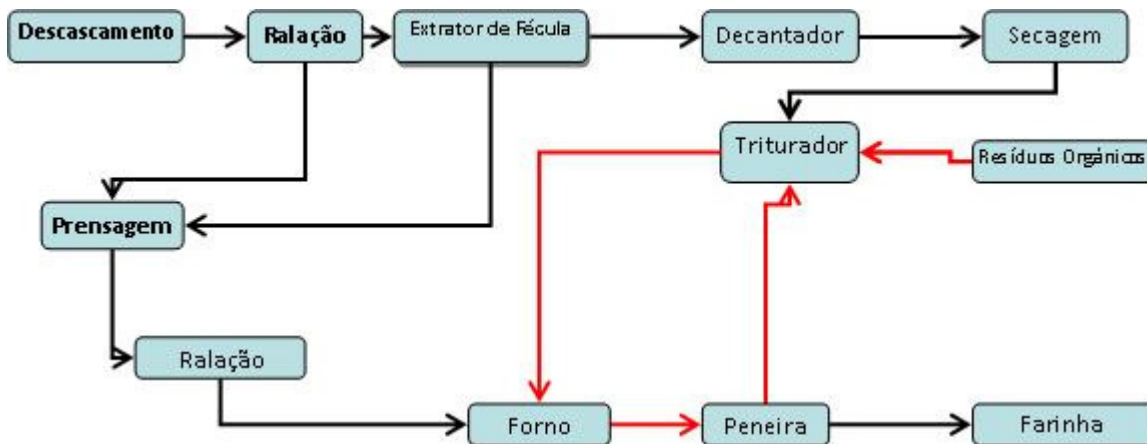 Descascamento
Ralação
Extrator de Fécula
Decantador
Secagem
Triturador
Resíduos Orgânicos
Prensagem
Ralação
Forno
Peneira
Farinha